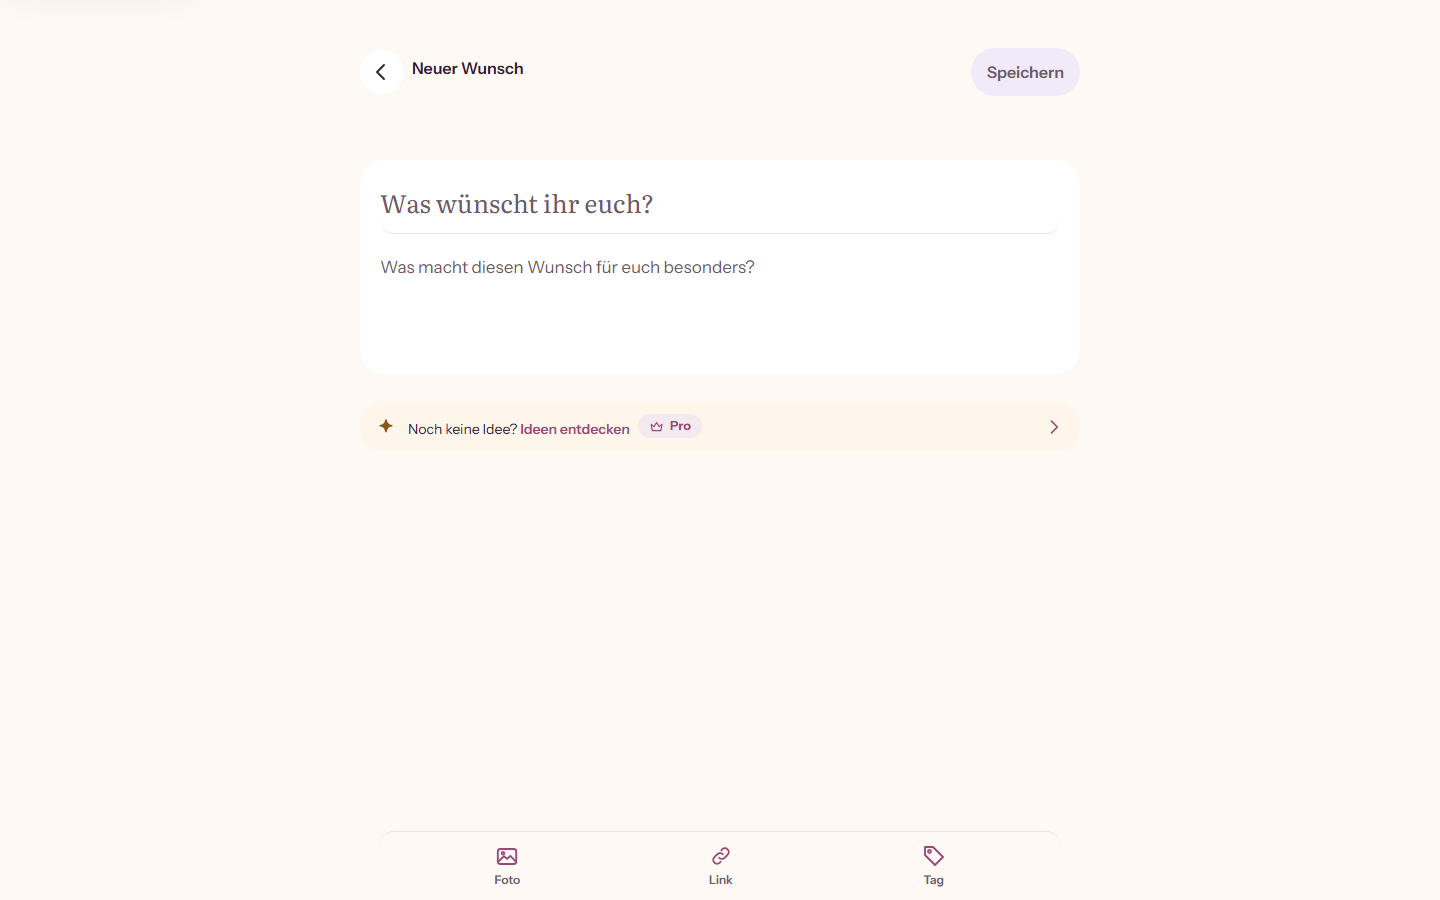 Neuer Wunsch
Speichern
Was wünscht ihr euch?
Was macht diesen Wunsch für euch besonders?
Noch keine Idee? Ideen entdecken Pro
Foto
Link
Tag